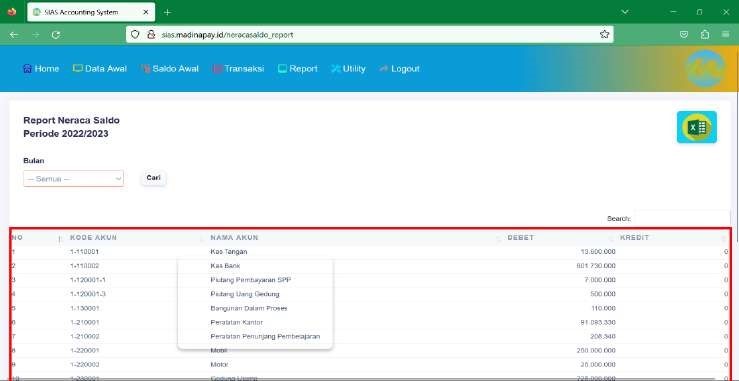 SIAS Accounting System
sias.madinapay.id/neracasaldo_report
Home Data Awal Saldo Awal Transaksi Report Utility Logout
Report Neraca Saldo
Periode 2022/2023
Bulan
-- Semua -- Cari
Search:
NO KODE AKUN NAMA AKUN DEBET KREDIT
1 1-110001 Kas Tangan 13.600.000 0
2 1-110002 Kas Bank 601.730.000 0
3 1-120001-1 Piutang Pembayaran SPP 7.000.000 0
4 1-120001-3 Piutang Uang Gedung 500.000 0
5 1-130001 Bangunan Dalam Proses 110.000 0
6 1-210001 Peralatan Kantor 91.093.330 0
7 1-210002 Peralatan Penunjang Pembelajaran 208.340 0
8 1-220001 Mobil 250.000.000 0
9 1-220002 Motor 25.000.000 0
10 1-230001 Gedung Utama 725.000.000 0